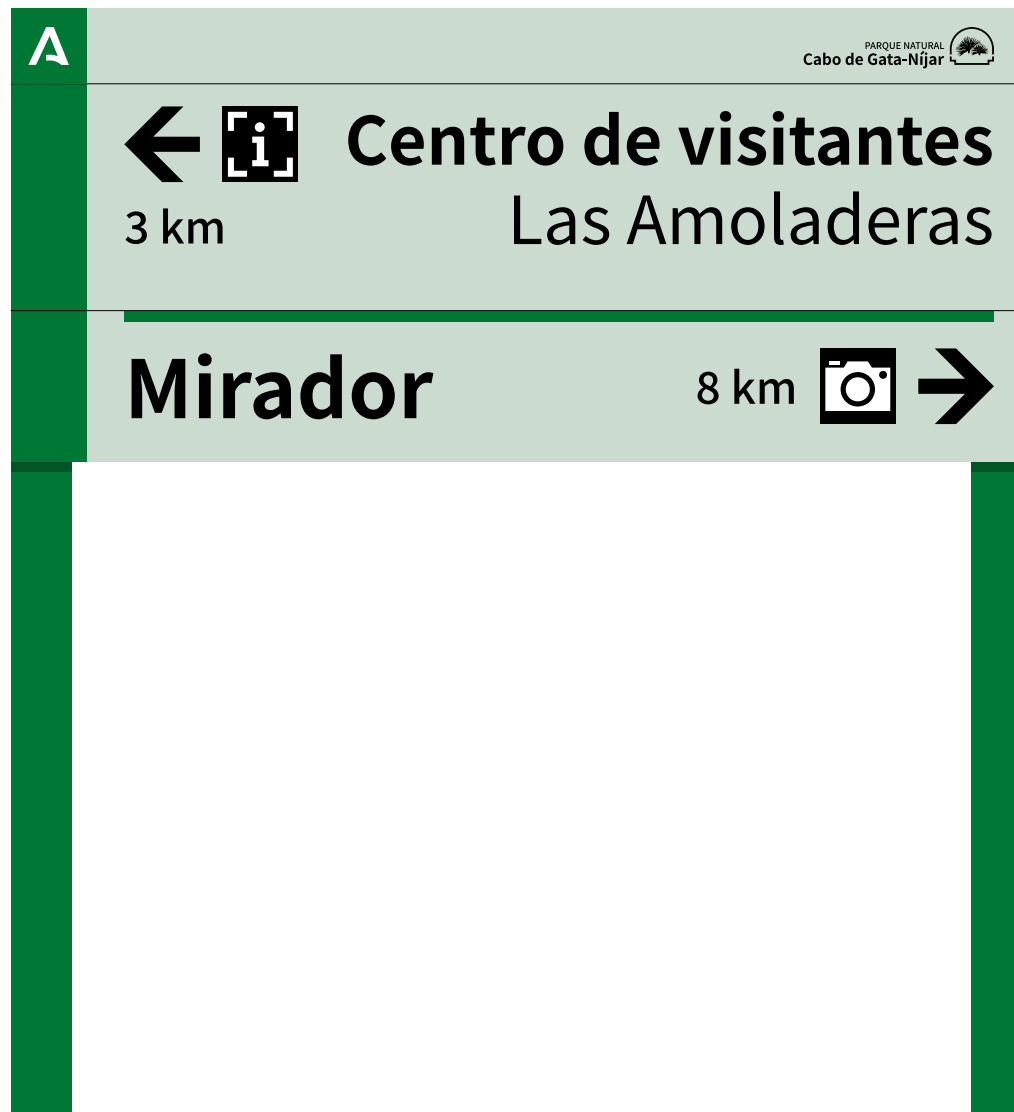 PARQUE NATURAL
Cabo de Gata-Níjar
Centro de visitantes
3 km
Las Amoladeras
Mirador
8 km